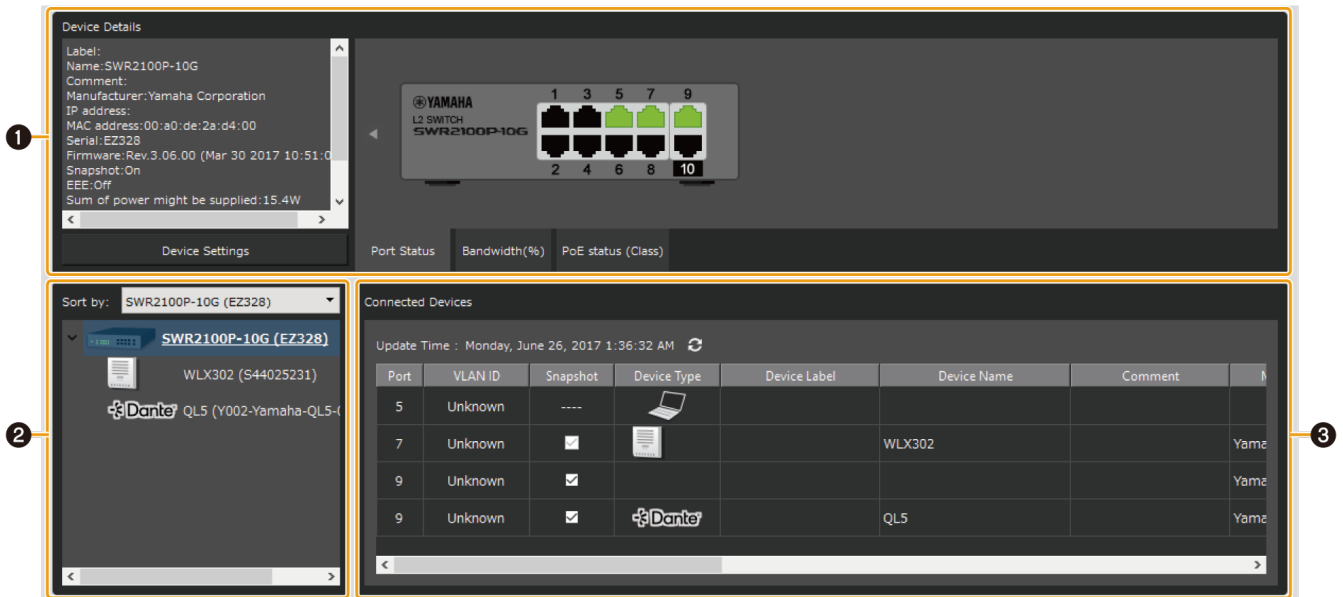 Device Details
Label:
Name:SWR2100P-10G
Comment:
Manufacturer:Yamaha Corporation
IP address:
MAC address:00:a0:de:2a:d4:00
Serial:EZ328
Firmware:Rev.3.06.00 (Mar 30 2017 10:51:0
Snapshot:On
EEE:Off
Sum of power might be supplied:15.4W
Device Settings
YAMAHA
L2 SWITCH
SWR2100P-10G
1 3 5 7 9
2 4 6 8 10
Port Status Bandwidth(%) PoE status (Class)
1
Sort by: SWR2100P-10G (EZ328)
SWR2100P-10G (EZ328)
WLX302 (S44025231)
Dante QL5 (Y002-Yamaha-QL5-
2
Connected Devices
Update Time : Monday, June 26, 2017 1:36:32 AM
Port VLAN ID Snapshot Device Type Device Label Device Name Comment
5 Unknown ----
7 Unknown WLX302 Yama
9 Unknown Yama
9 Unknown Dante QL5 Yama
3